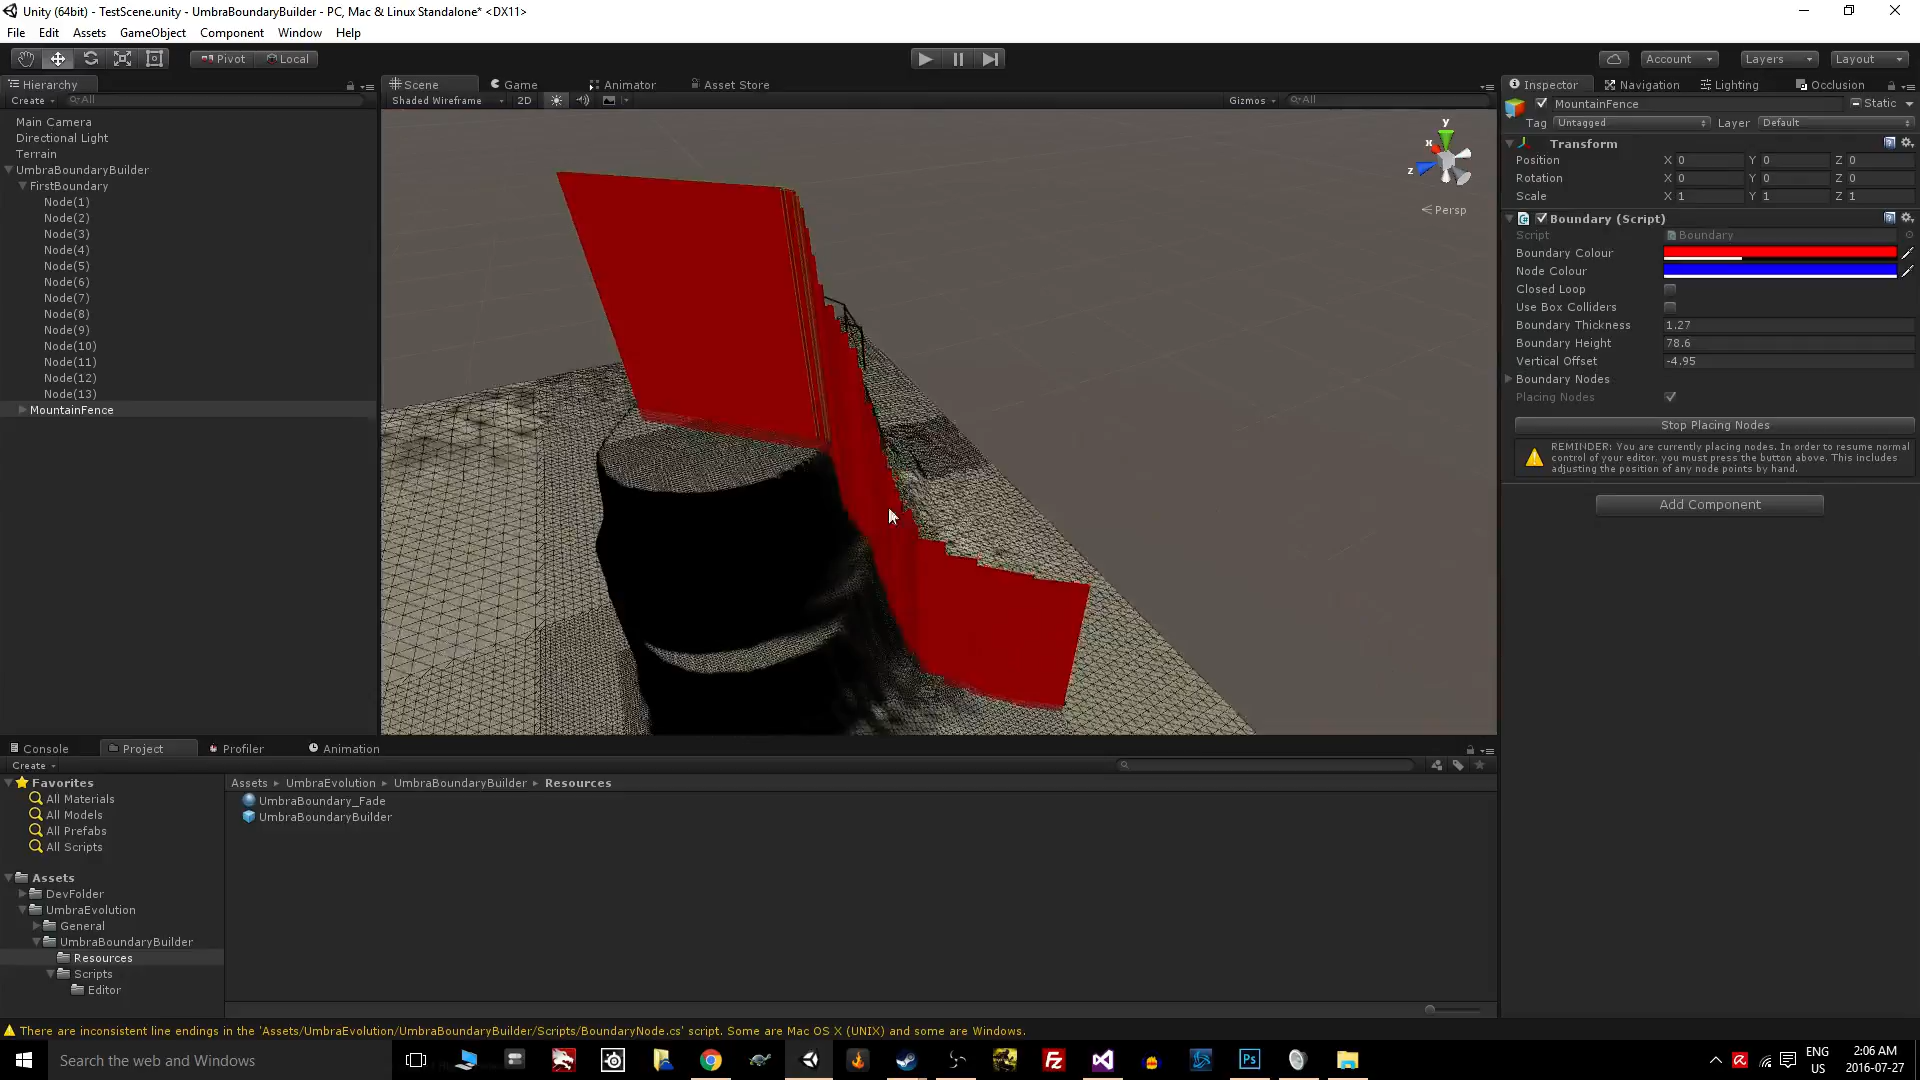 Unity (64bit) - TestScene.unity - UmbraBoundaryBuilder - PC, Mac & Linux Standalone* <DX11>
File Edit Assets GameObject Component Window Help
Pivot Local Account Layers Layout
Hierarchy
Create All
Main Camera
Directional Light
Terrain
UmbraBoundaryBuilder
FirstBoundary
Node(1)
Node(2)
Node(3)
Node(4)
Node(5)
Node(6)
Node(7)
Node(8)
Node(9)
Node(10)
Node(11)
Node(12)
Node(13)
MountainFence
Scene Game Animator Asset Store
Shaded Wireframe 2D Gizmos All
y
x
z
Persp
Inspector Navigation Lighting Occlusion
MountainFence Static
Tag Untagged Layer Default
Transform
Position X 0 Y 0 Z 0
Rotation X 0 Y 0 Z 0
Scale X 1 Y 1 Z 1
Boundary (Script)
Script Boundary
Boundary Colour
Node Colour
Closed Loop
Use Box Colliders
Boundary Thickness 1.27
Boundary Height 78.6
Vertical Offset -4.95
Boundary Nodes
Placing Nodes
Stop Placing Nodes
REMINDER: You are currently placing nodes. In order to resume normal
control of your editor, you must press the button above. This includes
adjusting the position of any node points by hand.
Add Component
Console Project Profiler Animation
Create
Favorites
All Materials
All Models
All Prefabs
All Scripts
Assets
DevFolder
UmbraEvolution
General
UmbraBoundaryBuilder
Resources
Scripts
Editor
Assets UmbraEvolution UmbraBoundaryBuilder Resources
UmbraBoundary_Fade
UmbraBoundaryBuilder
There are inconsistent line endings in the 'Assets/UmbraEvolution/UmbraBoundaryBuilder/Scripts/BoundaryNode.cs' script. Some are Mac OS X (UNIX) and some are Windows.
Search the web and Windows
Fz
Ps
ENG
US
2:06 AM
2016-07-27